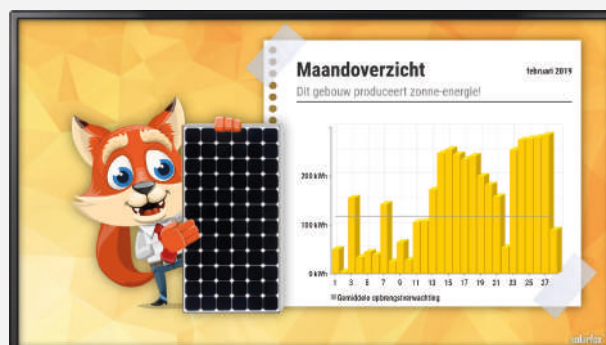 Maandoverzicht
februari 2019
Dit gebouw produceert zonne-energie!
200 kWh
100 kWh
0 kWh
1 3 5 7 9 11 13 15 17 19 21 23 25 27
Gemiddelde opbrengstverwachting